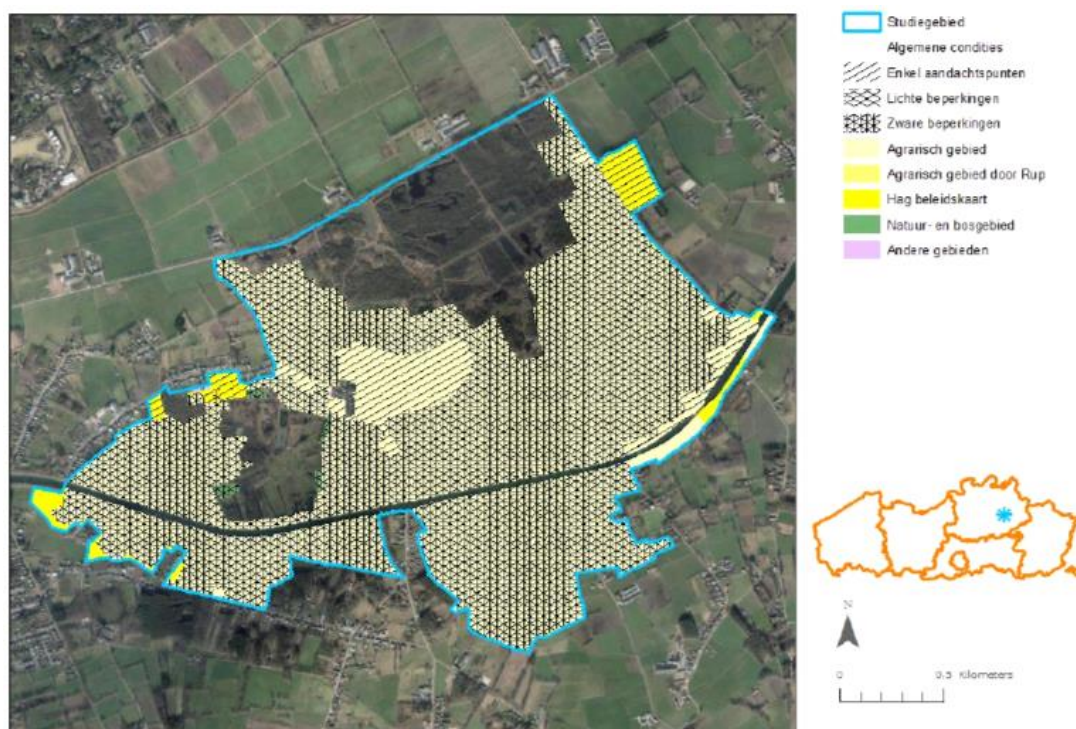 Studiegebied
Algemene condities
Enkel aandachtspunten
Lichte beperkingen
Zware beperkingen
Agrarisch gebied
Agrarisch gebied door Rup
Hag beleidskaart
Natuur- en bosgebied
Andere gebieden
N
0 0.5 Kilometers